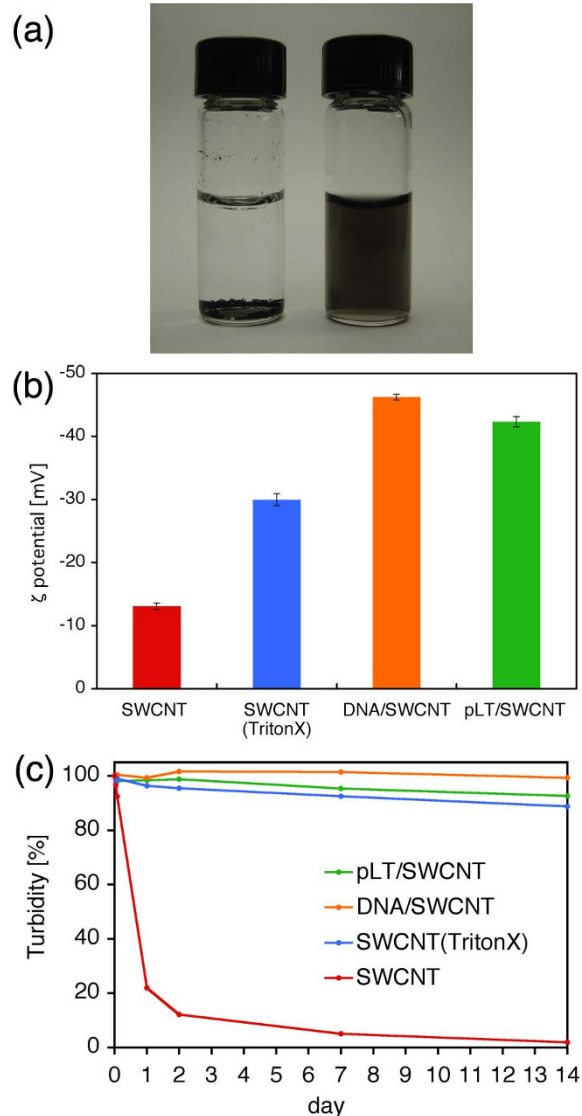 (a)
(b)
-50
-40
-30
-20
-10
0
ζ potential [mV]
SWCNT
SWCNT
(TritonX)
DNA/SWCNT
pLT/SWCNT
(c)
100
80
60
40
20
0
Turbidity [%]
pLT/SWCNT
DNA/SWCNT
SWCNT(TritonX)
SWCNT
0 1 2 3 4 5 6 7 8 9 10 11 12 13 14
day